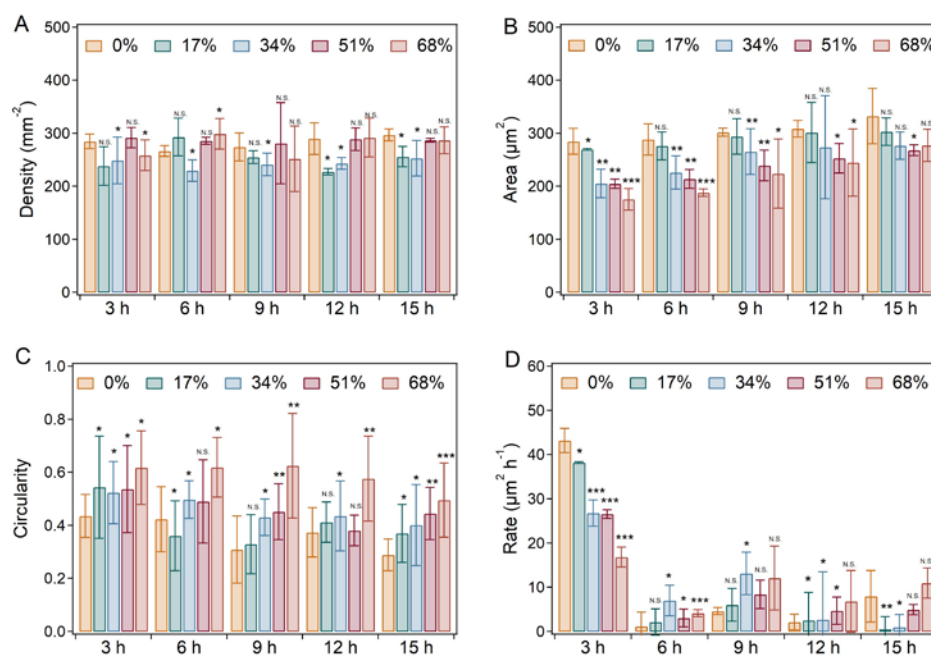 A
500
400
300
200
100
0
Density (mm⁻²)
0% 17% 34% 51% 68%
N.S. * N.S. *
N.S. * N.S. *
N.S. * N.S. N.S.
N.S. * N.S. N.S.
* * N.S. N.S.
3 h 6 h 9 h 12 h 15 h
B
500
400
300
200
100
0
Area (µm²)
0% 17% 34% 51% 68%
* ** ** ***
N.S. ** ** ***
N.S. ** ** *
N.S. N.S. * *
N.S. N.S. * N.S.
3 h 6 h 9 h 12 h 15 h
C
1.0
0.8
0.6
0.4
0.2
0.0
Circularity
0% 17% 34% 51% 68%
* * * *
* * N.S. *
N.S. * ** **
N.S. * N.S. **
* * ** ***
3 h 6 h 9 h 12 h 15 h
D
60
50
40
30
20
10
0
Rate (µm² h⁻¹)
0% 17% 34% 51% 68%
* *** *** ***
N.S. * * ***
N.S. * N.S. N.S.
* * * N.S.
** * N.S. N.S.
3 h 6 h 9 h 12 h 15 h